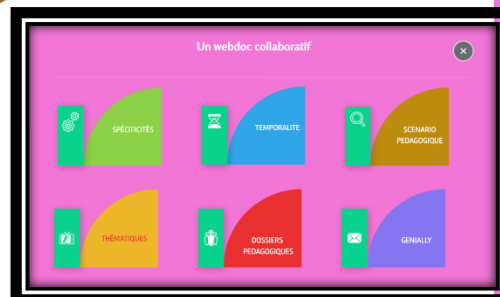 Un webdoc collaboratif
SPÉCIFICITÉS
TEMPORALITE
SCENARIO
PEDAGOGIQUE
THÉMATIQUES
DOSSIERS
PEDAGOGIQUES
GENIALLY